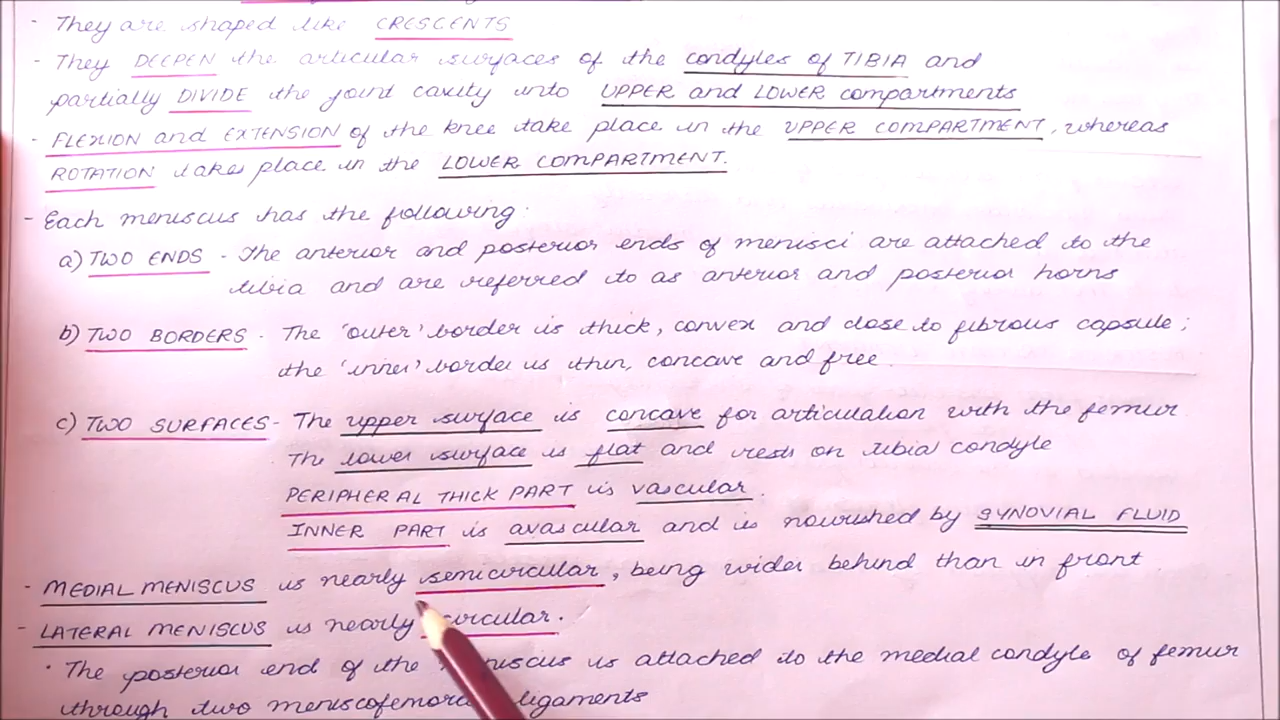 - They are shaped like CRESCENTS
- They DEEPEN the articular surfaces of the condyles of TIBIA and
partially DIVIDE the joint cavity into UPPER and LOWER compartments
- FLEXION and EXTENSION of the knee take place in the UPPER COMPARTMENT, whereas
ROTATION takes place in the LOWER COMPARTMENT.
- Each meniscus has the following:
a) TWO ENDS - The anterior and posterior ends of menisci are attached to the
tibia and are referred to as anterior and posterior horns
b) TWO BORDERS - The 'outer' border is thick, convex and close to fibrous capsule;
the 'inner' border is thin, concave and free.
c) TWO SURFACES - The upper surface is concave for articulation with the femur
The lower surface is flat and rests on tibial condyle
PERIPHERAL THICK PART is vascular.
INNER PART is avascular and is nourished by SYNOVIAL FLUID
- MEDIAL MENISCUS is nearly semicircular, being wider behind than in front
- LATERAL MENISCUS is nearly circular.
• The posterior end of the meniscus is attached to the medial condyle of femur
through two meniscofemoral ligaments